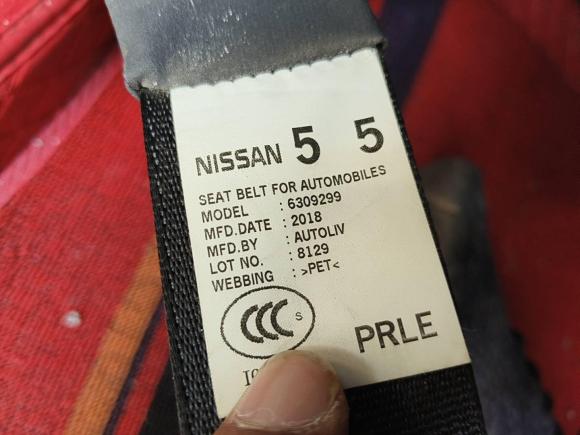 NISSAN 5 5
SEAT BELT FOR AUTOMOBILES
MODEL : 6309299
MFD.DATE : 2018
MFD.BY : AUTOLIV
LOT NO. : 8129
WEBBING : >PET<
CCC S
PRLE